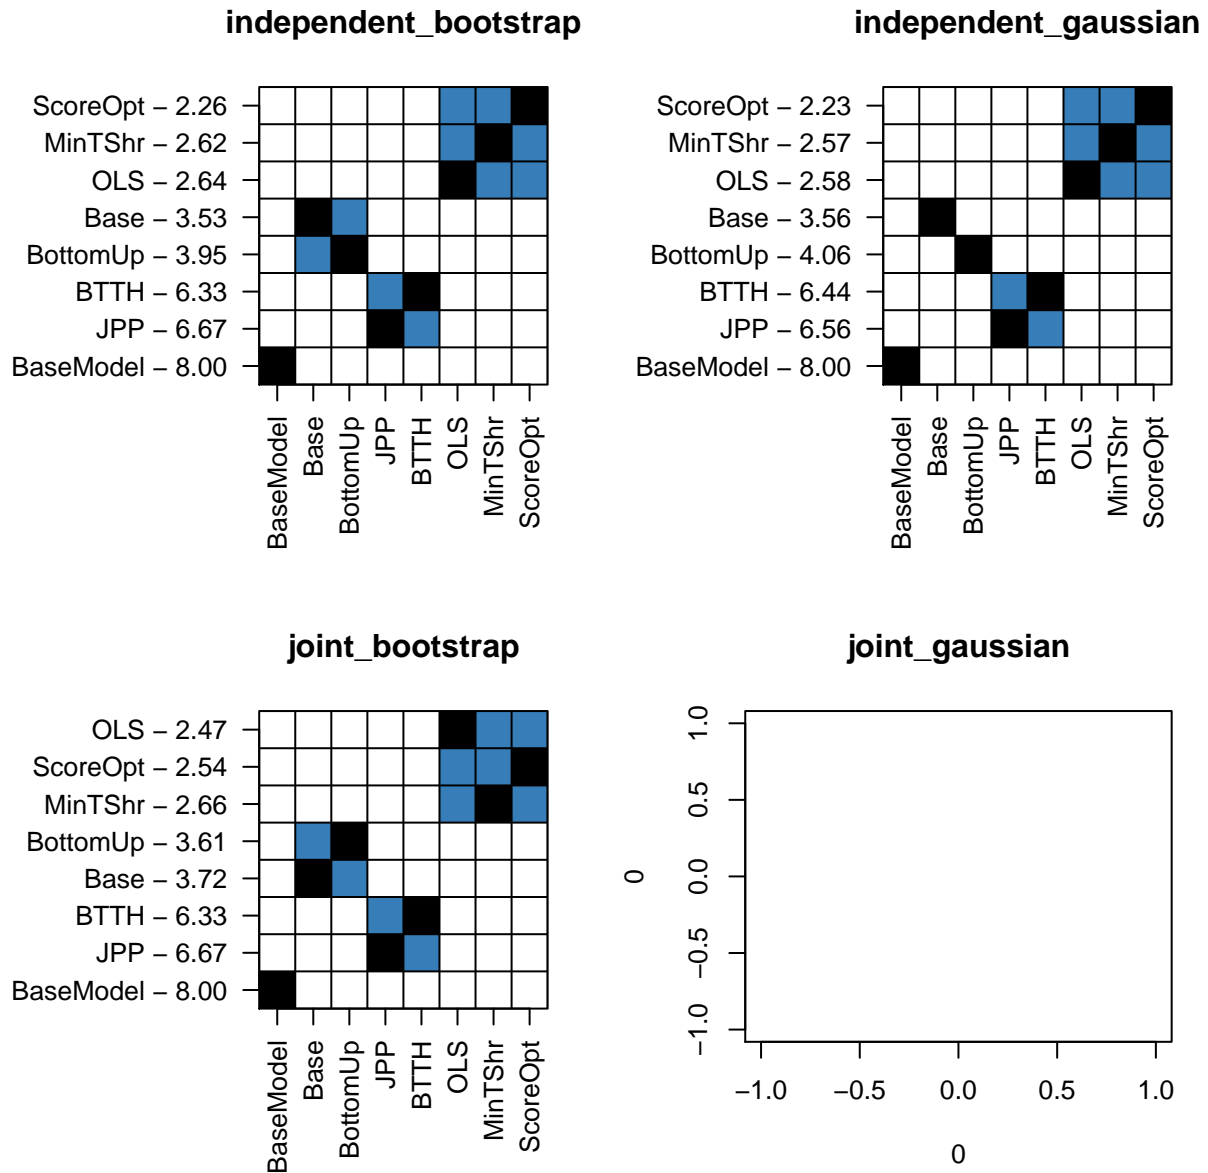 independent_bootstrap
ScoreOpt − 2.26
MinTShr − 2.62
OLS − 2.64
Base − 3.53
BottomUp − 3.95
BTTH − 6.33
JPP − 6.67
BaseModel − 8.00
BaseModel
Base
BottomUp
JPP
BTTH
OLS
MinTShr
ScoreOpt
independent_gaussian
ScoreOpt − 2.23
MinTShr − 2.57
OLS − 2.58
Base − 3.56
BottomUp − 4.06
BTTH − 6.44
JPP − 6.56
BaseModel − 8.00
BaseModel
Base
BottomUp
JPP
BTTH
OLS
MinTShr
ScoreOpt
joint_bootstrap
OLS − 2.47
ScoreOpt − 2.54
MinTShr − 2.66
BottomUp − 3.61
Base − 3.72
BTTH − 6.33
JPP − 6.67
BaseModel − 8.00
BaseModel
Base
BottomUp
JPP
BTTH
OLS
MinTShr
ScoreOpt
joint_gaussian
1.0
0.5
0.0
−0.5
−1.0
0
−1.0 −0.5 0.0 0.5 1.0
0